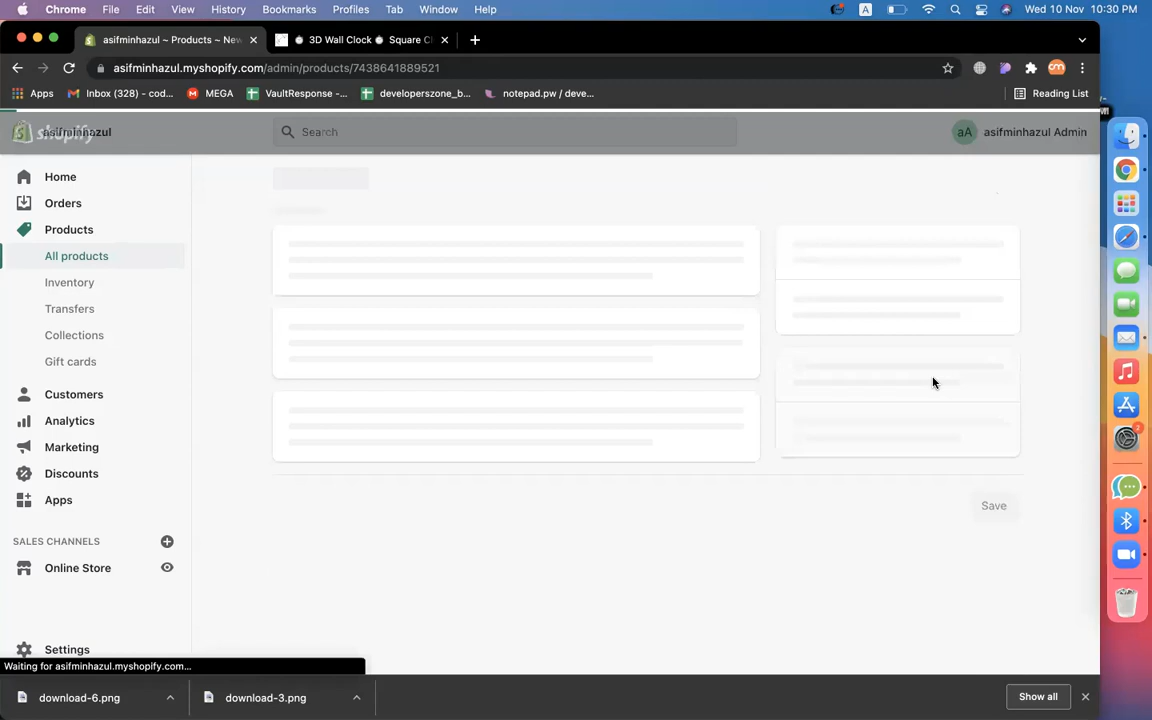 Chrome File Edit View History Bookmarks Profiles Tab Window Help A Wed 10 Nov 10:30 PM
asifminhazul ~ Products ~ New 3D Wall Clock Square Cl
asifminhazul.myshopify.com/admin/products/7438641889521
Apps Inbox (328) - cod... MEGA VaultResponse -... developerszone_b... notepad.pw / deve... Reading List
shopify asifminhazul Search aA asifminhazul Admin
Home
Orders
Products
All products
Inventory
Transfers
Collections
Gift cards
Customers
Analytics
Marketing
Discounts
Apps
Save
SALES CHANNELS
Online Store
Settings
Waiting for asifminhazul.myshopify.com...
download-6.png download-3.png Show all
2